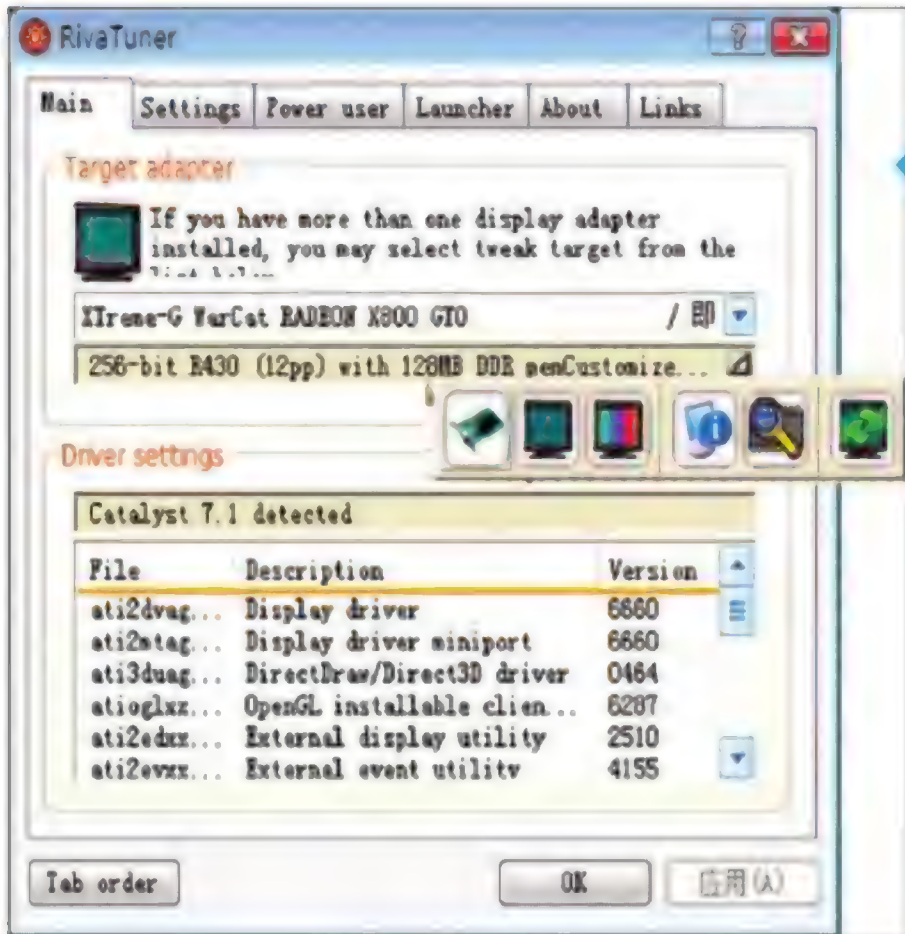 RivaTuner
Main Settings Power user Launcher About Links
Target adapter
If you have more than one display adapter
installed, you may select tweak target from the
XTreme-G WarCat RADEON X800 GTO / 即
256-bit R430 (12pp) with 128MB DDR Customize...
Driver settings
Catalyst 7.1 detected
File Description Version
ati2dvag... Display driver 6660
ati2mtag... Display driver miniport 6660
ati3duag... DirectDraw/Direct3D driver 0464
atioglxx... OpenGL installable clien... 6287
ati2edxx... External display utility 2510
ati2evxx... External event utility 4155
Tab order OK 应用(A)